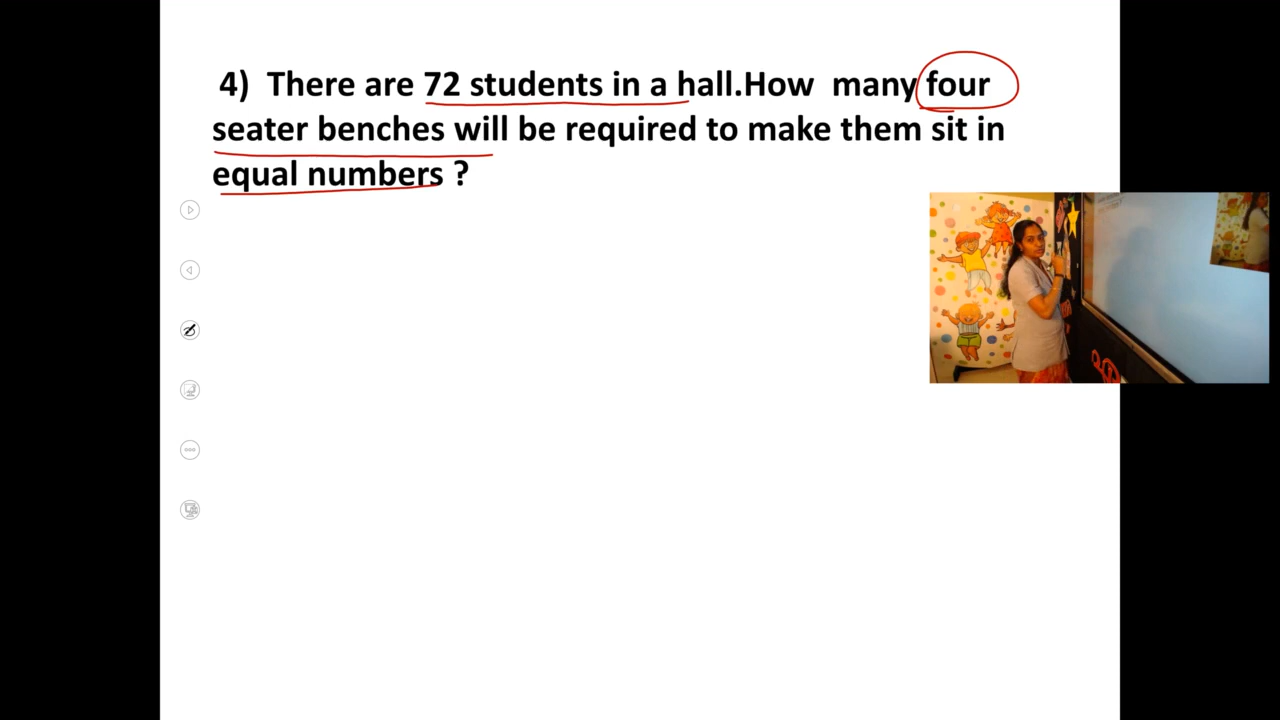 4)  There are 72 students in a hall.How  many four
seater benches will be required to make them sit in
equal numbers ?